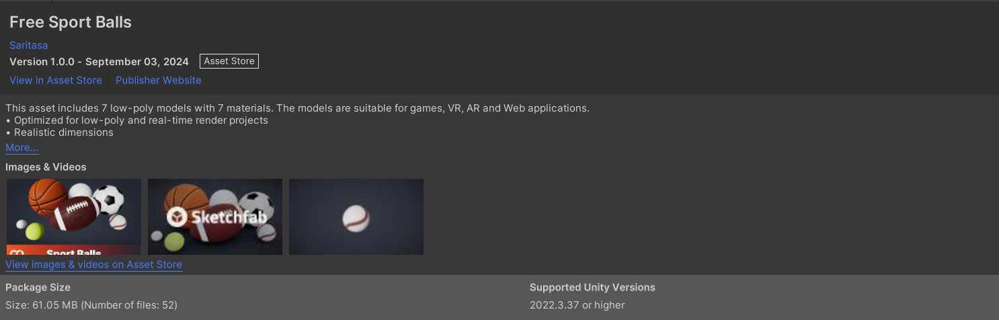 Free Sport Balls
Saritasa
Version 1.0.0 - September 03, 2024 Asset Store
View in Asset Store Publisher Website
This asset includes 7 low-poly models with 7 materials. The models are suitable for games, VR, AR and Web applications.
• Optimized for low-poly and real-time render projects
• Realistic dimensions
More...
Images & Videos
Sketchfab
Sport Balls
View images & videos on Asset Store
Package Size Supported Unity Versions
Size: 61.05 MB (Number of files: 52) 2022.3.37 or higher